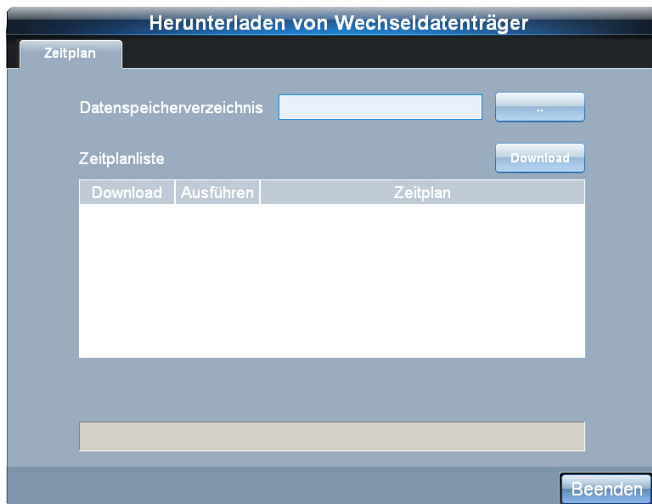 Herunterladen von Wechseldatenträger
Zeitplan
Datenspeicherverzeichnis ..
Zeitplanliste Download
Download Ausführen Zeitplan
Beenden